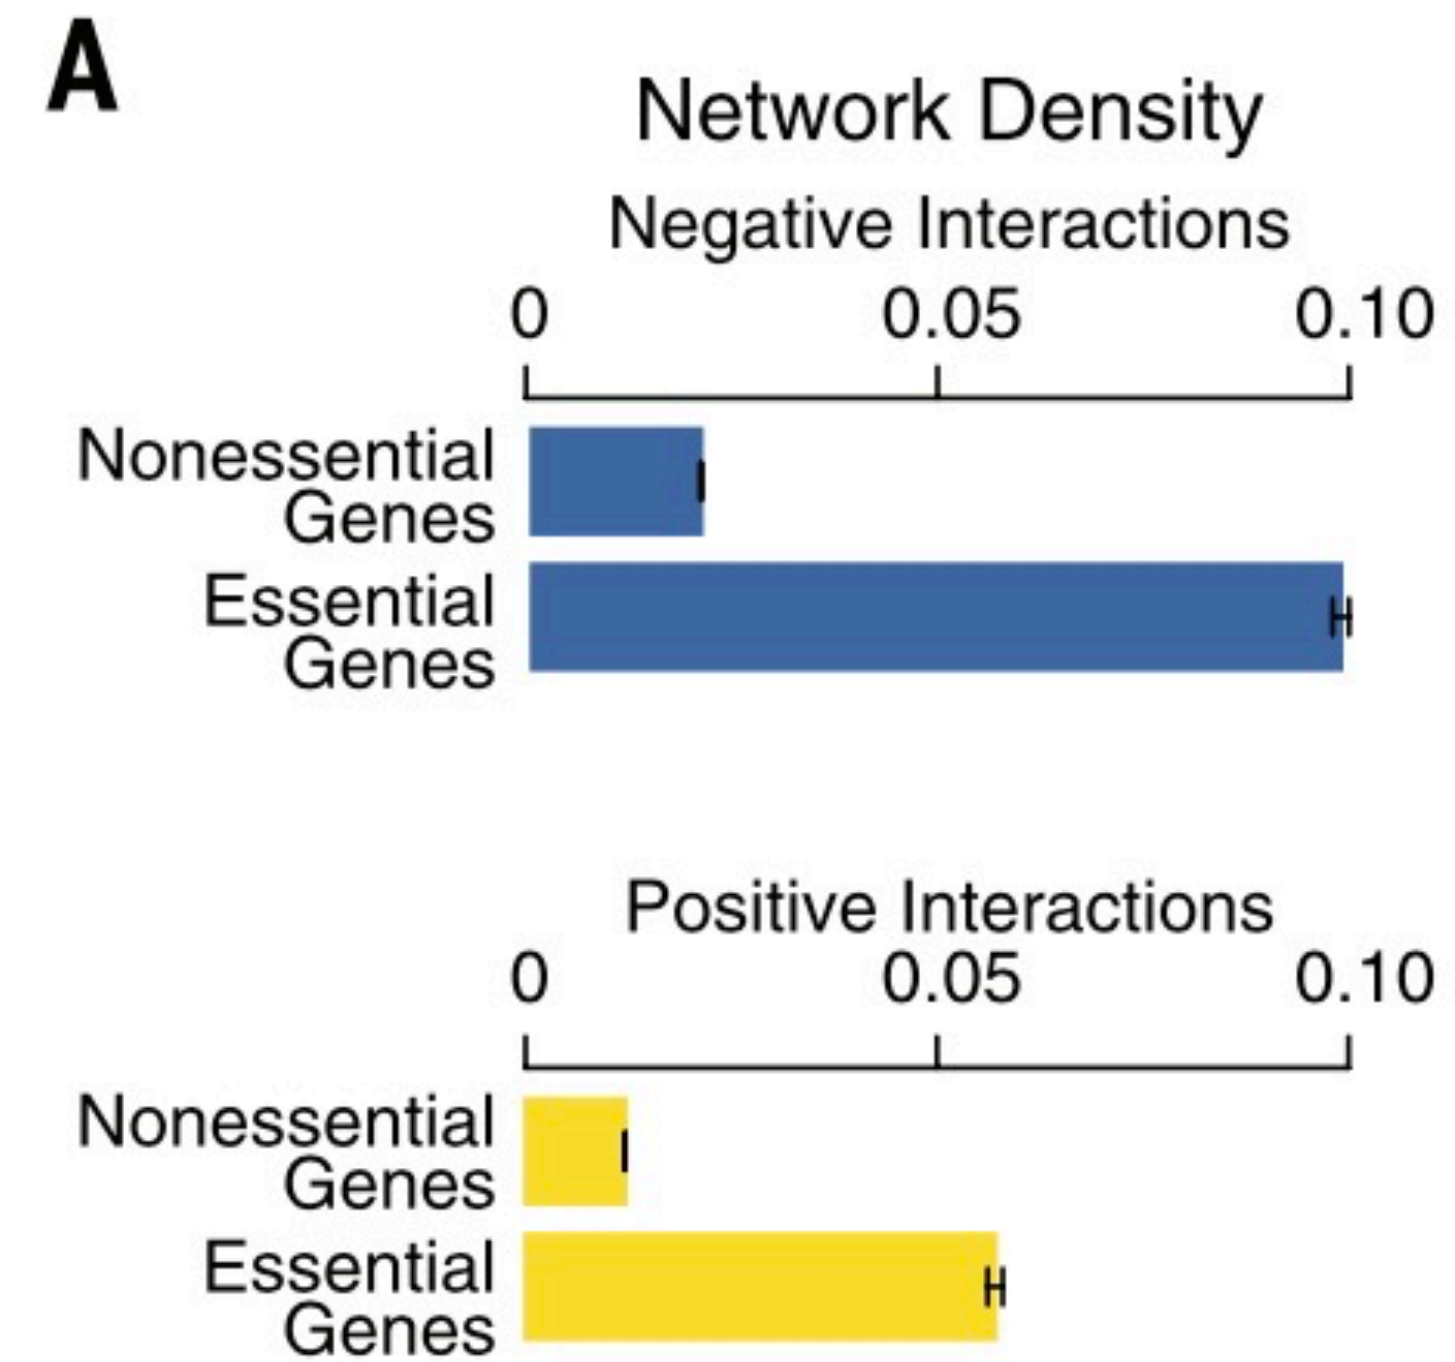 A
Network Density
Negative Interactions
0 0.05 0.10
Nonessential
Genes
Essential
Genes
Positive Interactions
0 0.05 0.10
Nonessential
Genes
Essential
Genes